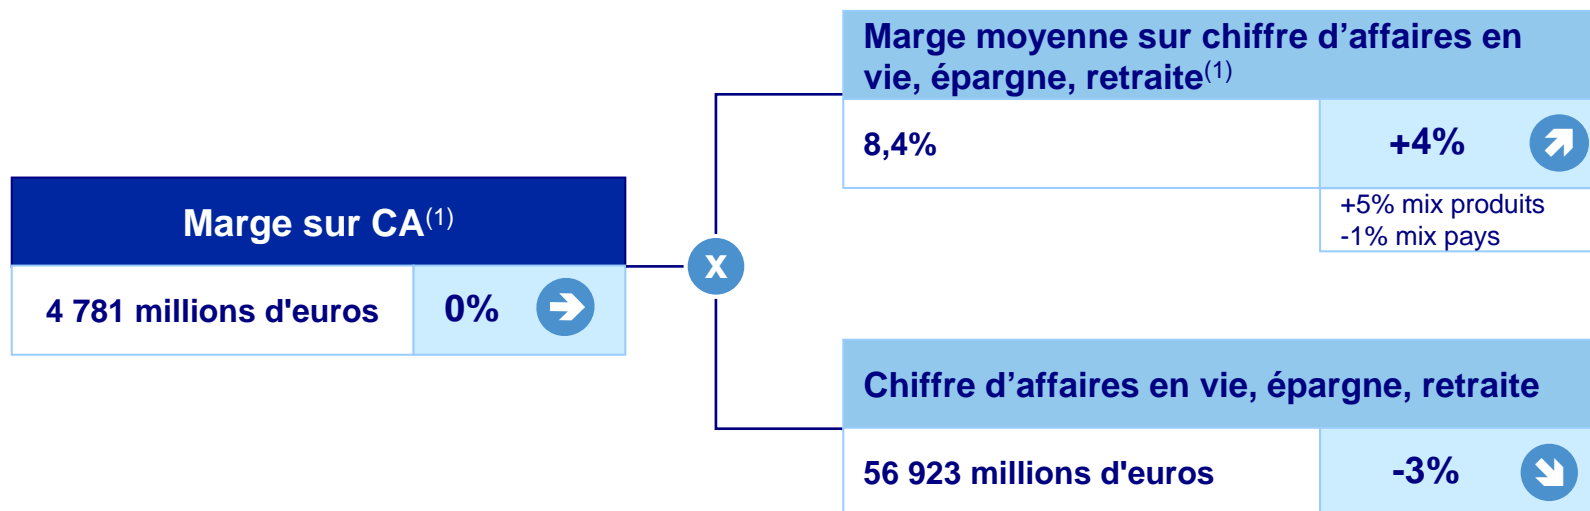 Marge moyenne sur chiffre d’affaires en
vie, épargne, retraite(1)
8,4%
+4%
+5% mix produits
-1% mix pays
Marge sur CA(1)
4 781 millions d'euros
0%
X
Chiffre d’affaires en vie, épargne, retraite
56 923 millions d'euros
-3%